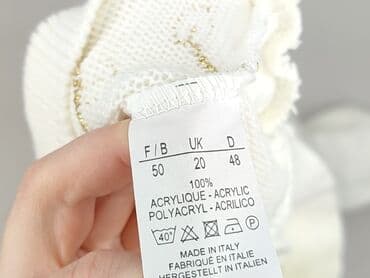 F/B UK D
50 20 48
100%
ACRYLIQUE - ACRYLIC
POLYACRYL - ACRILICO
40° P
MADE IN ITALY
FABRIQUÉ EN ITALIE
HERGESTELLT IN ITALIEN